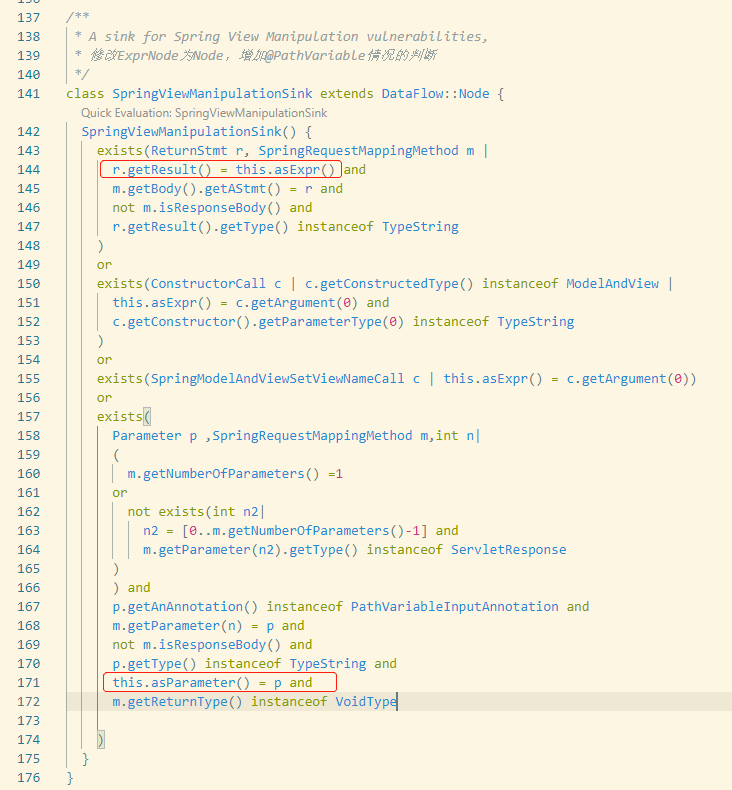 137 /**
138 * A sink for Spring View Manipulation vulnerabilities,
139 * 修改ExprNode为Node，增加@PathVariable情况的判断
140 */
141 class SpringViewManipulationSink extends DataFlow::Node {
Quick Evaluation: SpringViewManipulationSink
142 SpringViewManipulationSink() {
143 exists(ReturnStmt r, SpringRequestMappingMethod m |
144 r.getResult() = this.asExpr() and
145 m.getBody().getAStmt() = r and
146 not m.isResponseBody() and
147 r.getResult().getType() instanceof TypeString
148 )
149 or
150 exists(ConstructorCall c | c.getConstructedType() instanceof ModelAndView |
151 this.asExpr() = c.getArgument(0) and
152 c.getConstructor().getParameterType(0) instanceof TypeString
153 )
154 or
155 exists(SpringModelAndViewSetViewNameCall c | this.asExpr() = c.getArgument(0))
156 or
157 exists(
158 Parameter p ,SpringRequestMappingMethod m,int n|
159 (
160 m.getNumberOfParameters() =1
161 or
162 not exists(int n2|
163 n2 = [0..m.getNumberOfParameters()-1] and
164 m.getParameter(n2).getType() instanceof ServletResponse
165 )
166 ) and
167 p.getAnAnnotation() instanceof PathVariableInputAnnotation and
168 m.getParameter(n) = p and
169 not m.isResponseBody() and
170 p.getType() instanceof TypeString and
171 this.asParameter() = p and
172 m.getReturnType() instanceof VoidType
173
174 )
175 }
176 }